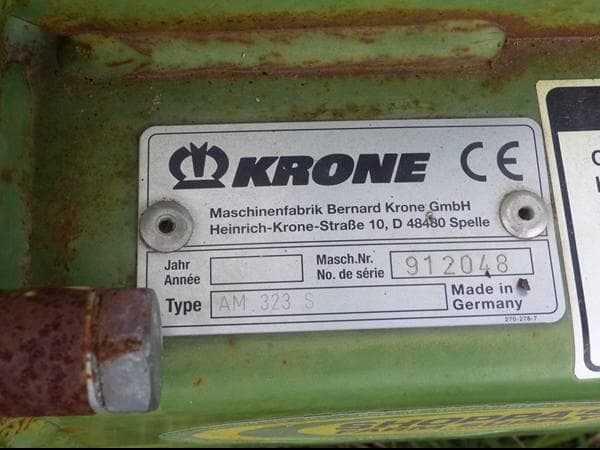 KRONE CE
Maschinenfabrik Bernard Krone GmbH
Heinrich-Krone-Straße 10, D 48480 Spelle
Jahr
Année
Masch.Nr.
No. de série
912048
Type AM 323 S
Made in
Germany
270-278-7